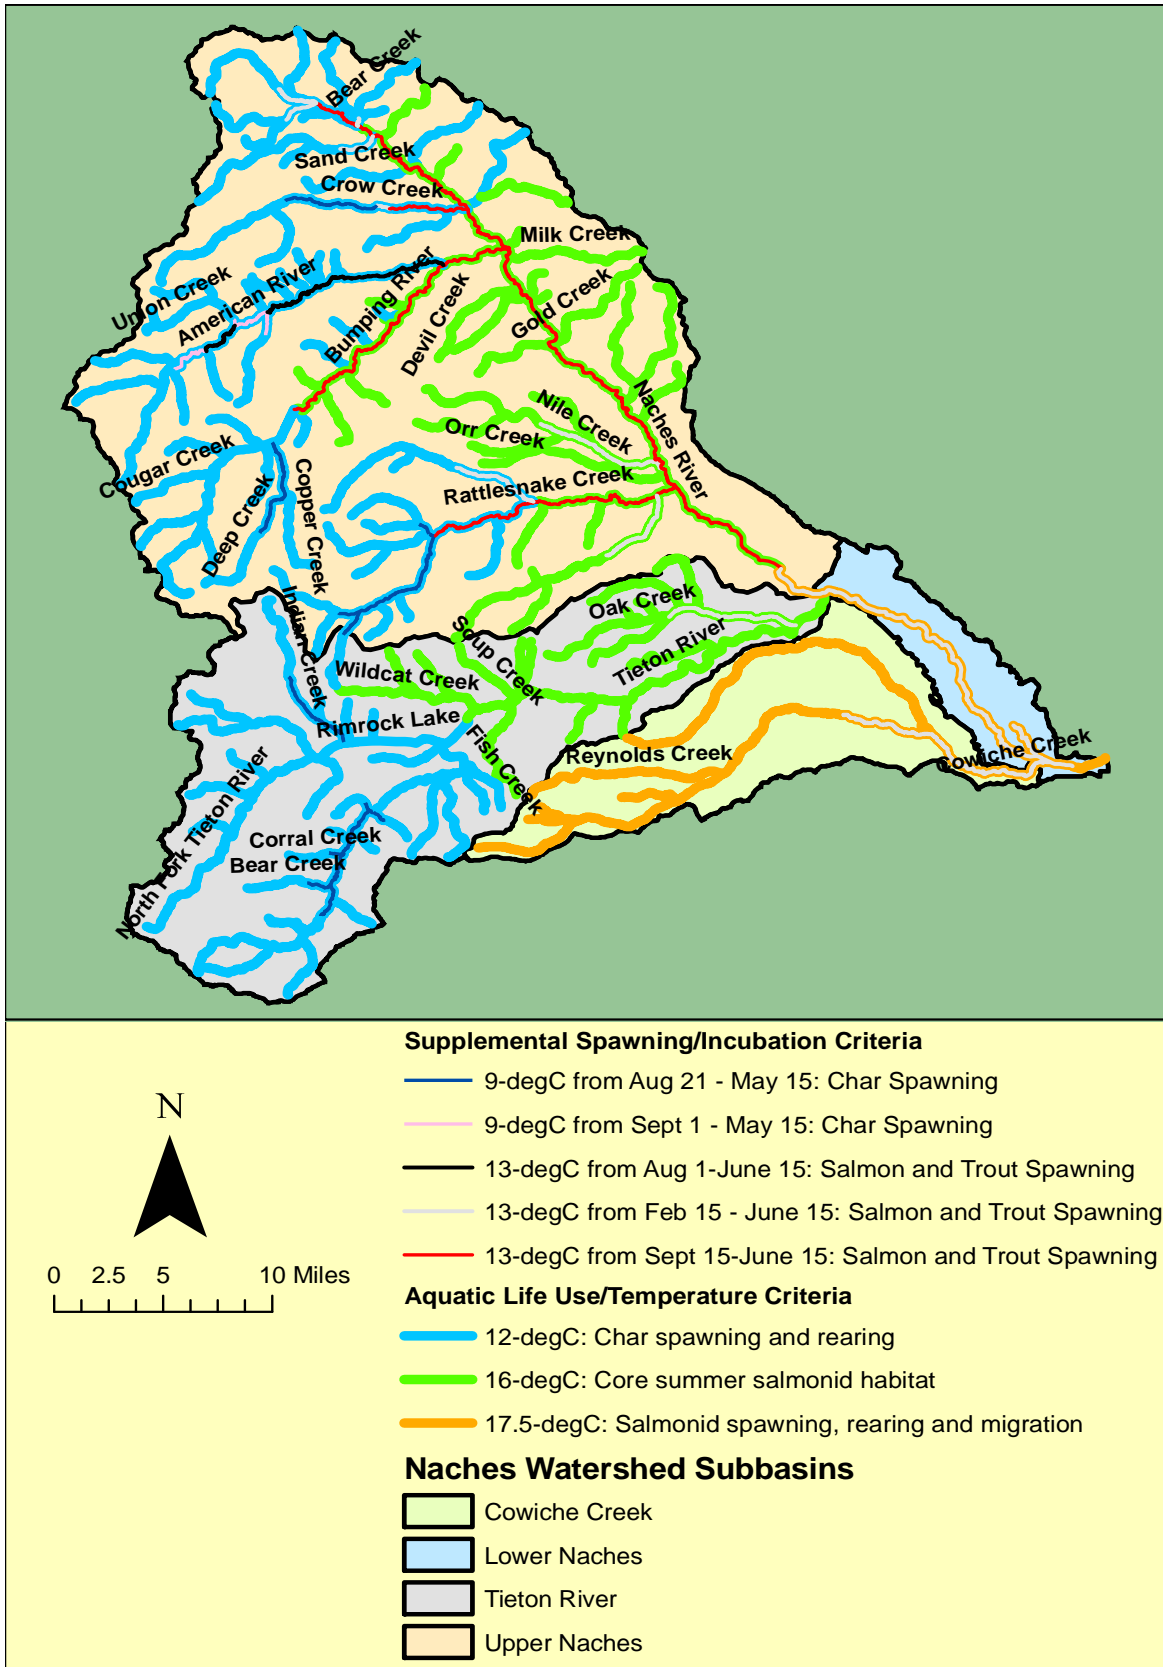 Bear Creek
Sand Creek
Crow Creek
Milk Creek
Union Creek
American River
Bumping River
Devil Creek
Gold Creek
Naches River
Nile Creek
Orr Creek
Cougar Creek
Rattlesnake Creek
Deep Creek
Copper Creek
Indian Creek
Oak Creek
Soup Creek
Tieton River
Wildcat Creek
Rimrock Lake
Fish Creek
Reynolds Creek
Cowiche Creek
North Fork Tieton River
Corral Creek
Bear Creek
Supplemental Spawning/Incubation Criteria
9-degC from Aug 21 - May 15: Char Spawning
9-degC from Sept 1 - May 15: Char Spawning
13-degC from Aug 1-June 15: Salmon and Trout Spawning
13-degC from Feb 15 - June 15: Salmon and Trout Spawning
13-degC from Sept 15-June 15: Salmon and Trout Spawning
N
0 2.5 5 10 Miles
Aquatic Life Use/Temperature Criteria
12-degC: Char spawning and rearing
16-degC: Core summer salmonid habitat
17.5-degC: Salmonid spawning, rearing and migration
Naches Watershed Subbasins
Cowiche Creek
Lower Naches
Tieton River
Upper Naches